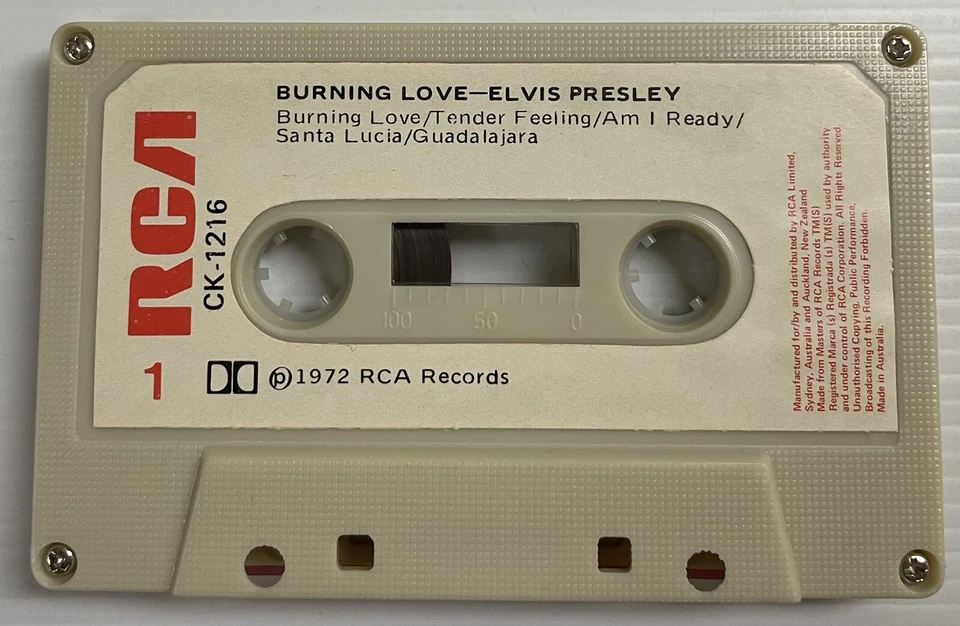 BURNING LOVE—ELVIS PRESLEY
Burning Love/Tender Feeling/Am I Ready/
Santa Lucia/Guadalajara
RCA
CK-1216
100 50 0
1
℗1972 RCA Records
Manufactured for/by and distributed by RCA Limited,
Sydney, Australia and Auckland, New Zealand
Made from Masters of RCA Records TM(S)
Registered Marca (s) Registrada (s) TM(S) used by authority
and under control of RCA Corporation. All Rights Reserved.
Unauthorised Copying, Public Performance,
Broadcasting of this Recording Forbidden.
Made in Australia.